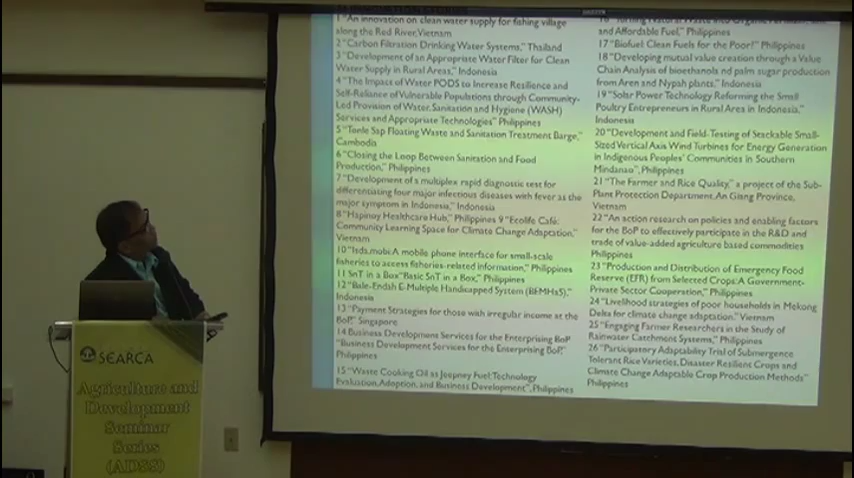 1 "An innovation on clean water supply for fishing village
along the Red River, Vietnam
2 "Carbon Filtration Drinking Water Systems," Thailand
3 "Development of an Appropriate Water Filter for Clean
Water Supply in Rural Areas," Indonesia
4 "The Impact of Water PODS to Increase Resilience and
Self-Reliance of Vulnerable Populations through Community-
Led Provision of Water, Sanitation and Hygiene (WASH)
Services and Appropriate Technologies" Philippines
5 "Tonle Sap Floating Waste and Sanitation Treatment Barge,"
Cambodia
6 "Closing the Loop Between Sanitation and Food
Production," Philippines
7 "Development of a multiplex rapid diagnostic test for
differentiating four major infectious diseases with fever as the
major symptom in Indonesia," Indonesia
8 "Hapinoy Healthcare Hub," Philippines 9 "Ecolife Café:
Community Learning Space for Climate Change Adaptation,"
Vietnam
10 "Isda.mobi: A mobile phone interface for small-scale
fisheries to access fisheries-related information," Philippines
11 SnT in a Box "Basic SnT in a Box," Philippines
12 "Bale-Endah E-Multiple Handicapped System (BEMHaS),"
Indonesia
13 "Payment Strategies for those with irregular income at the
BoP," Singapore
14 Business Development Services for the Enterprising BoP
"Business Development Services for the Enterprising BoP,"
Philippines
15 "Waste Cooking Oil as Jeepney Fuel: Technology
Evaluation, Adoption, and Business Development", Philippines
16 "Turning Natural Waste into Organic
and Affordable Fuel," Philippines
17 "Biofuel: Clean Fuels for the Poor!" Philippines
18 "Developing mutual value creation through a Value
Chain Analysis of bioethanols nd palm sugar production
from Aren and Nypah plants," Indonesia
19 "Solar Power Technology Reforming the Small
Poultry Entrepreneurs in Rural Area in Indonesia,"
Indonesia
20 "Development and Field-Testing of Stackable Small-
Sized Vertical Axis Wind Turbines for Energy Generation
in Indigenous Peoples' Communities in Southern
Mindanao", Philippines
21 "The Farmer and Rice Quality," a project of the Sub-
Plant Protection Department, An Giang Province,
Vietnam
22 "An action research on policies and enabling factors
for the BoP to effectively participate in the R&D and
trade of value-added agriculture based commodities
Philippines
23 "Production and Distribution of Emergency Food
Reserve (EFR) from Selected Crops: A Government-
Private Sector Cooperation," Philippines
24 "Livelihood strategies of poor households in Mekong
Delta for climate change adaptation." Vietnam
25 "Engaging Farmer Researchers in the Study of
Rainwater Catchment Systems," Philippines
26 "Participatory Adaptability Trial of Submergence
Tolerant Rice Varieties, Disaster Resilient Crops and
Climate Change Adaptable Crop Production Methods"
Philippines
SEARCA
Agriculture and
Development
Seminar
Series
(ADSS)